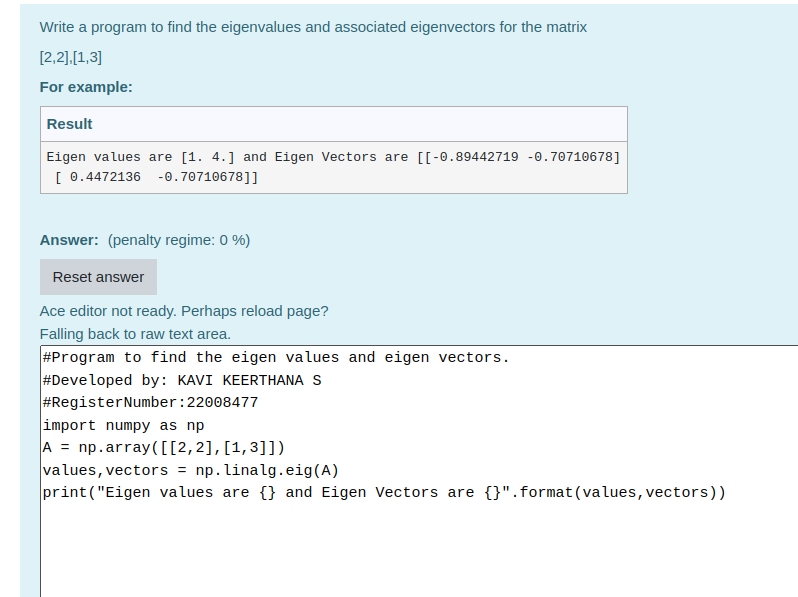 Write a program to find the eigenvalues and associated eigenvectors for the matrix
[2,2],[1,3]
For example:
Result
Eigen values are [1. 4.] and Eigen Vectors are [[-0.89442719 -0.70710678]
 [ 0.4472136  -0.70710678]]
Answer: (penalty regime: 0 %)
Reset answer
Ace editor not ready. Perhaps reload page?
Falling back to raw text area.
#Program to find the eigen values and eigen vectors.
#Developed by: KAVI KEERTHANA S
#RegisterNumber:22008477
import numpy as np
A = np.array([[2,2],[1,3]])
values,vectors = np.linalg.eig(A)
print("Eigen values are {} and Eigen Vectors are {}".format(values,vectors))